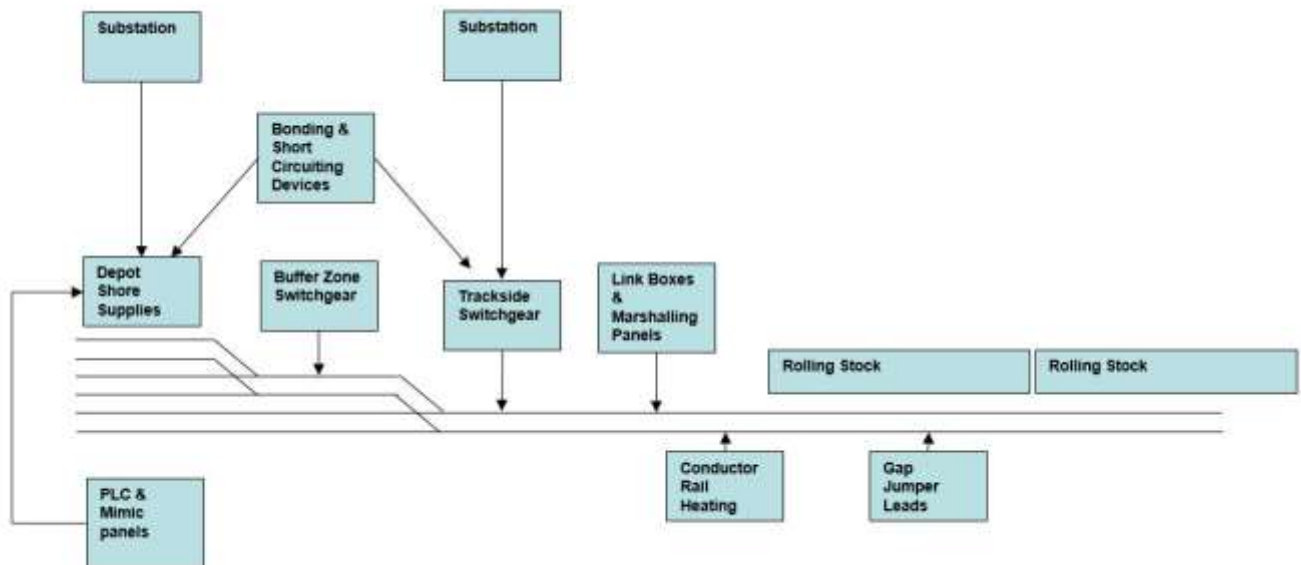 Substation
Substation
Bonding &
Short
Circuiting
Devices
Depot
Shore
Supplies
Buffer Zone
Switchgear
Trackside
Switchgear
Link Boxes
&
Marshalling
Panels
Rolling Stock
Rolling Stock
Conductor
Rail
Heating
Gap
Jumper
Leads
PLC &
Mimic
panels